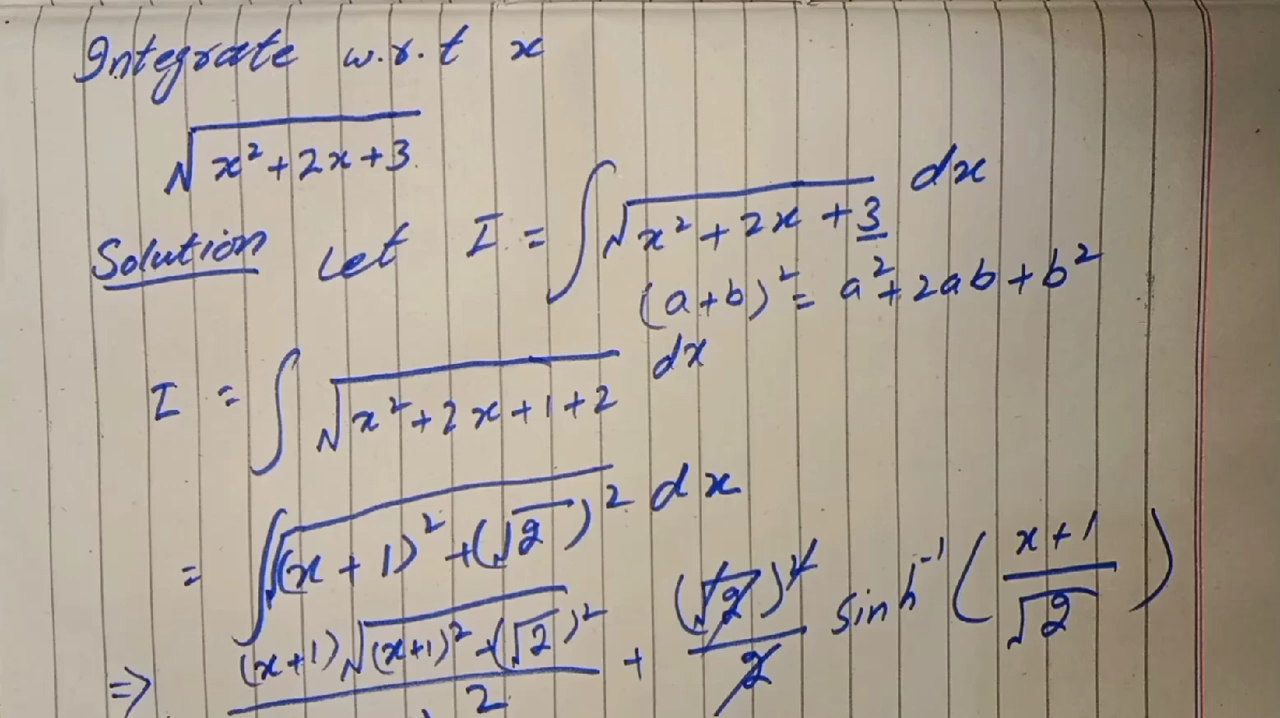 Integrate w.r.t x
√(x²+2x+3)
Solution Let I = ∫√(x²+2x+3) dx
(a+b)² = a²+2ab+b²
I = ∫√(x²+2x+1+2) dx
= ∫√((x+1)²+(√2)²) dx
⇒ (x+1)√((x+1)²+(√2)²)/2 + (√2)²/2 sinh⁻¹((x+1)/√2)